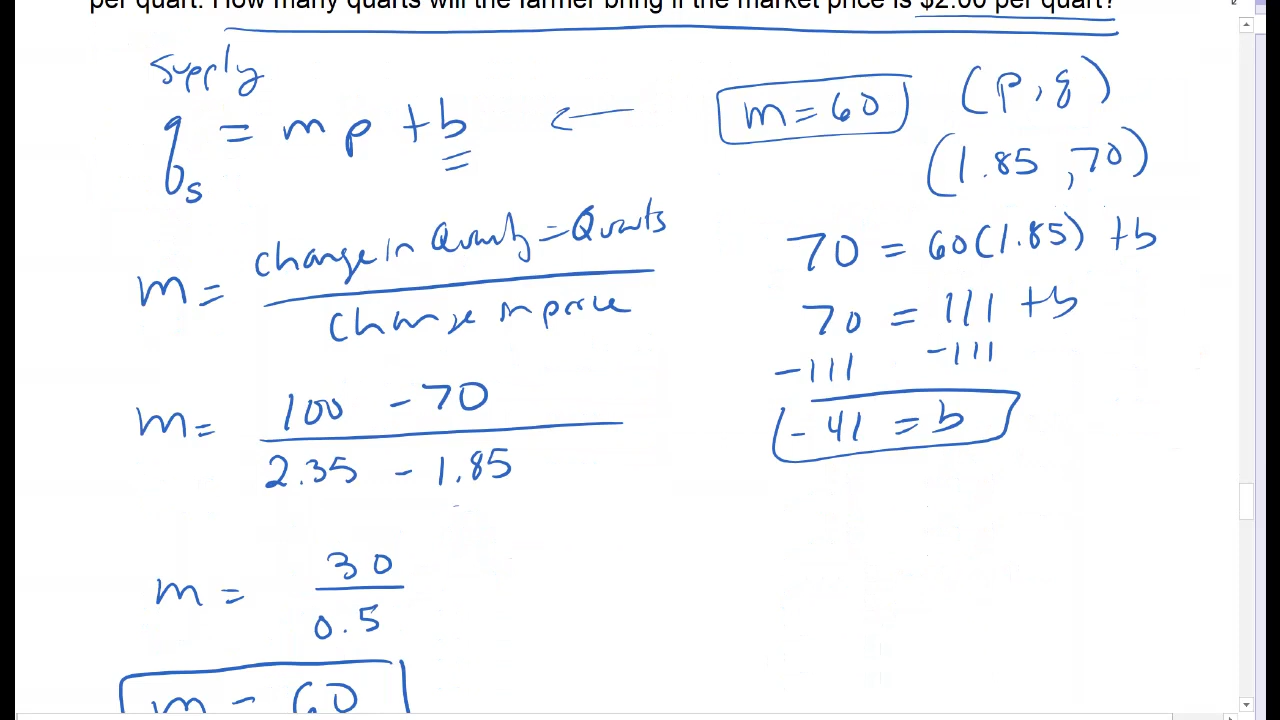 per quart. How many quarts will the farmer bring if the market price is $2.00 per quart?
Supply
q_s = mp + b ←
m = change in Quantity = Quarts / change in price
m = 100 - 70 / 2.35 - 1.85
m = 30 / 0.5
m = 60
m = 60
(p, q)
(1.85, 70)
70 = 60(1.85) + b
70 = 111 + b
-111 -111
-41 = b